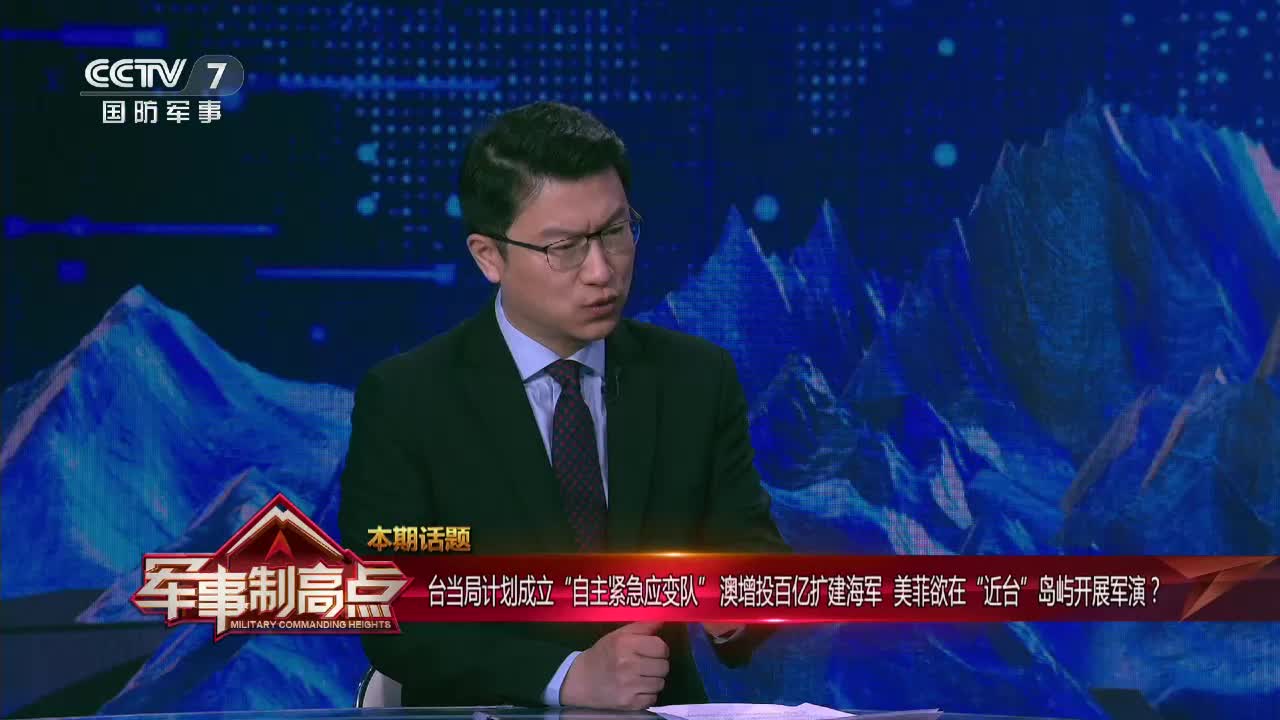 CCTV 7
国防军事
本期话题
军事制高点
MILITARY COMMANDING HEIGHTS
台当局计划成立“自主紧急应变队” 澳增投百亿扩建海军 美菲欲在“近台”岛屿开展军演？